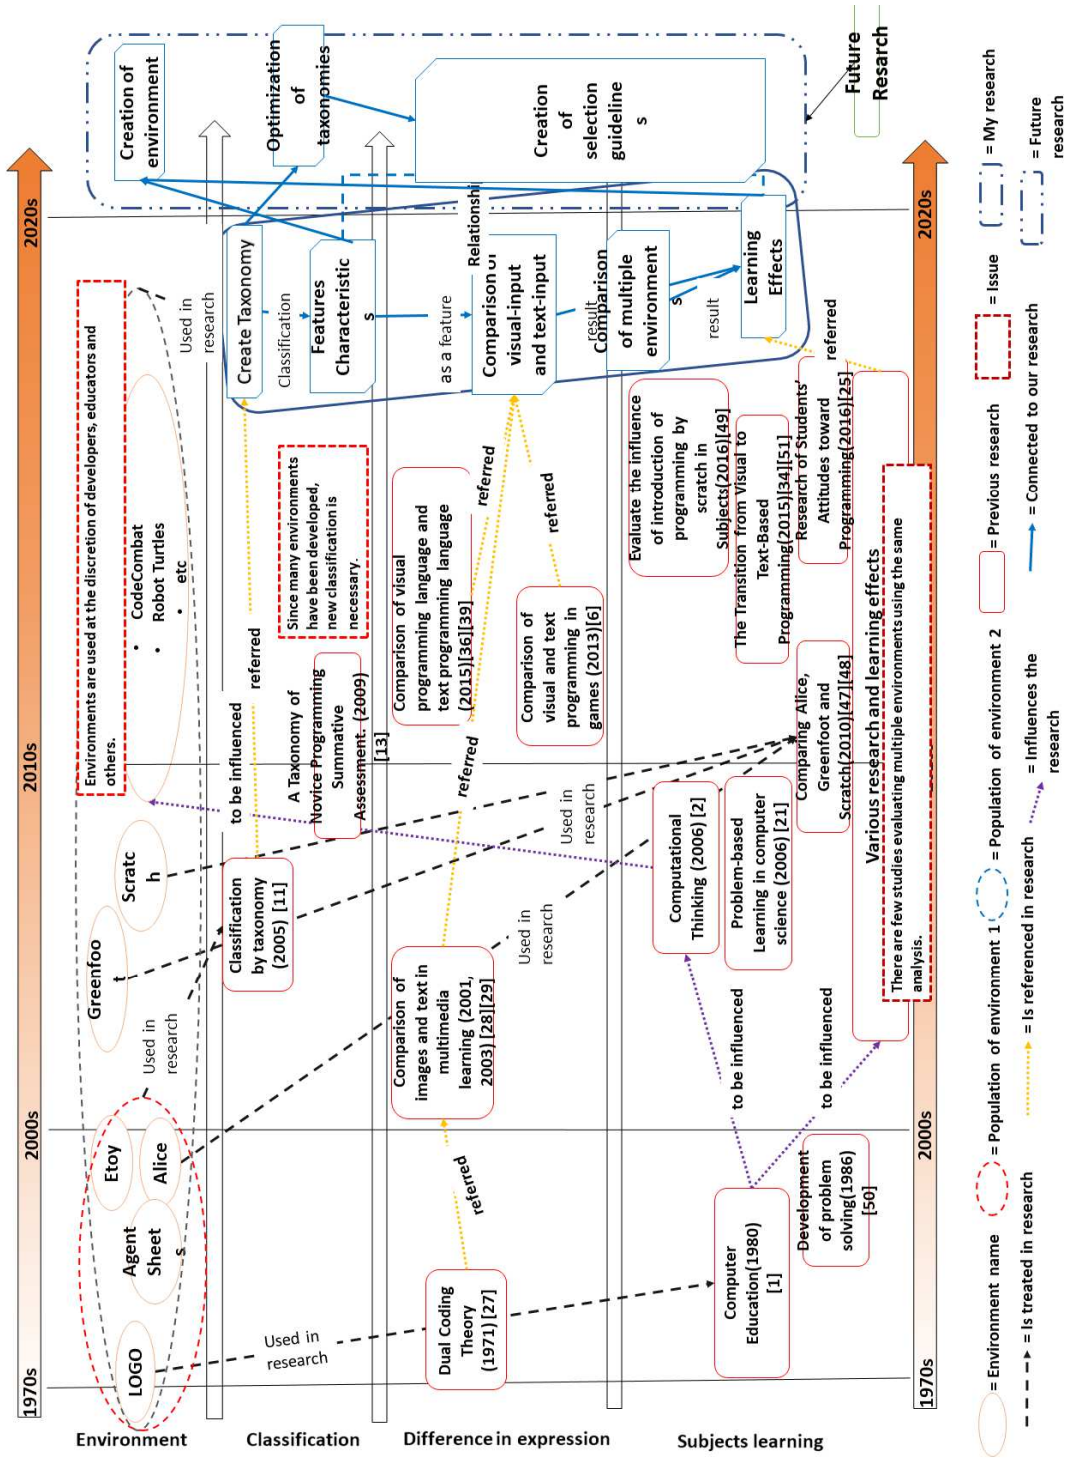 1970s
2000s
2010s
2020s
Environment
LOGO
Agent
Sheet
s
Etoy
Alice
Greenfoo
t
Scratc
h
Used in
research
Environments are used at the discretion of developers, educators and
others.
• CodeCombat
• Robot Turtles
• etc
Used in
research
Creation of
environment
Classification
Classification
by taxonomy
(2005) [11]
to be influenced
referred
A Taxonomy of
Novice Programming
Summative
Assessment. (2009)
[13]
Since many environments
have been developed,
new classification is
necessary.
Create Taxonomy
Classification
Features
Characteristic
s
Optimization
of
taxonomies
Difference in expression
Used in
research
Dual Coding
Theory
(1971) [27]
referred
Comparison of
images and text in
multimedia
learning (2001,
2003) [28][29]
Used in
research
referred
Used in
research
Comparison of visual
programming language and
text programming language
(2015)[36][39]
referred
Comparison of
visual and text
programming in
games (2013)[6]
referred
as a feature
Relationshi
Comparison o
visual-input
and text-input
result
Creation
of
selection
guideline
s
Subjects learning
Computer
Education(1980)
[1]
Development
of problem
solving(1986)
[50]
to be influenced
to be influenced
Computational
Thinking (2006) [2]
Problem-based
Learning in computer
science (2006) [21]
Comparing Alice,
Greenfoot and
Scratch(2010)[47][48]
Evaluate the influence
of introduction of
programming by
scratch in
Subjects(2016)[49]
The Transition from Visual to
Text-Based
Programming(2015)[34][51]
Research of Students'
Attitudes toward
Programming(2016)[25]
Various research and learning effects
There are few studies evaluating multiple environments using the same
analysis.
referred
Comparison
of multiple
environment
s
result
Learning
Effects
Future
Resarch
1970s
2000s
2020s
= Environment name
= Population of environment 1
= Population of environment 2
= Previous research
= Issue
= My research
= Is treated in research
= Is referenced in research
= Influences the
research
= Connected to our research
= Future
research